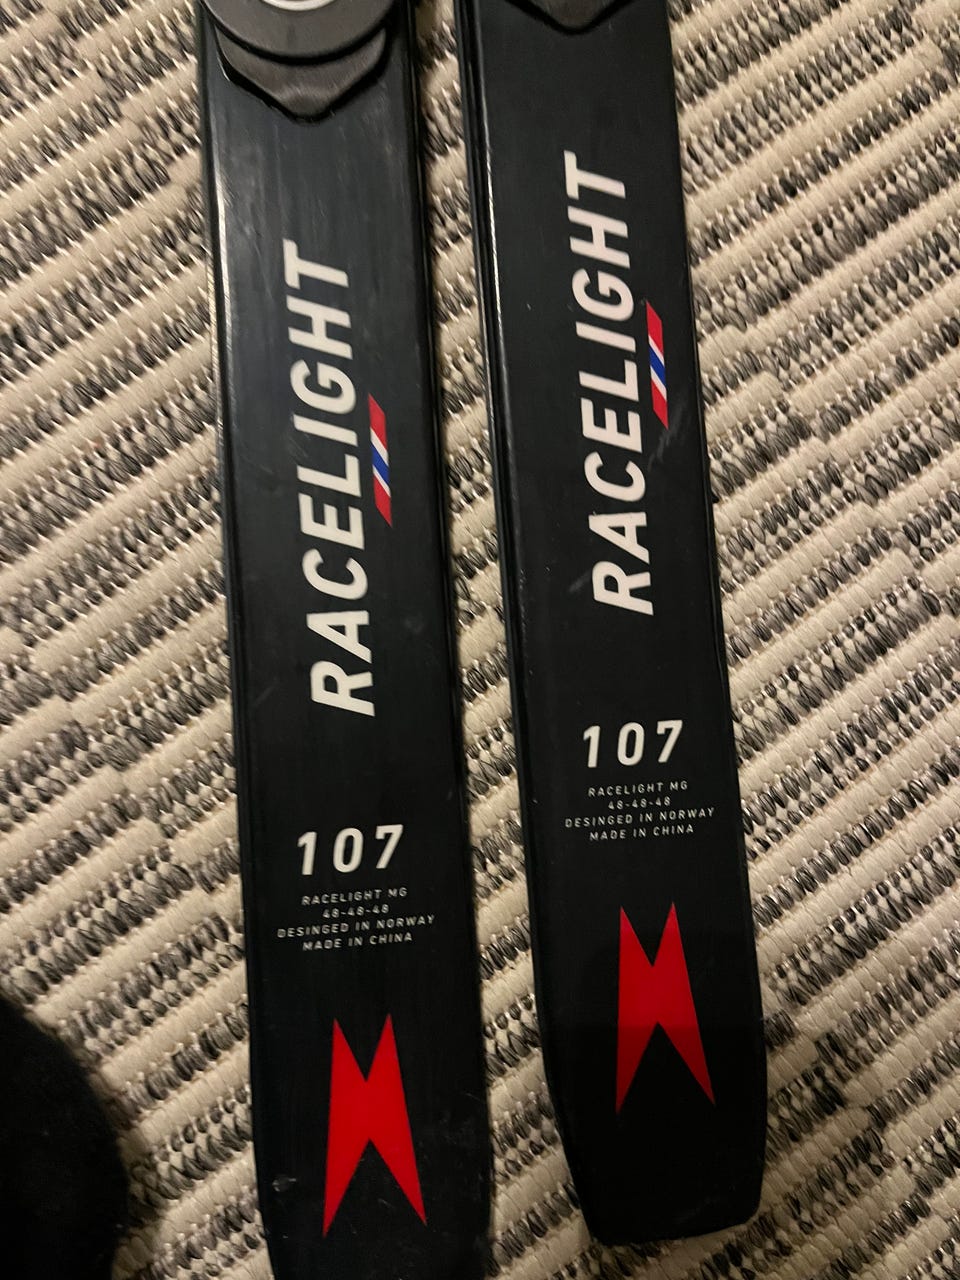 RACELIGHT
107
RACELIGHT MG
48-48-48
DESINGED IN NORWAY
MADE IN CHINA
RACELIGHT
107
RACELIGHT MG
48-48-48
DESINGED IN NORWAY
MADE IN CHINA